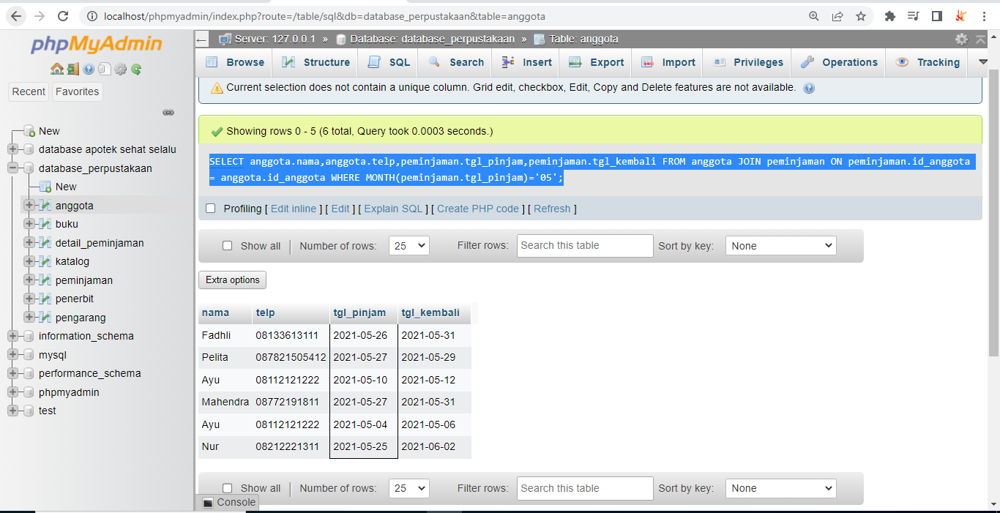 localhost/phpmyadmin/index.php?route=/table/sql&db=database_perpustakaan&table=anggota
phpMyAdmin
Recent Favorites
New
database apotek sehat selalu
database_perpustakaan
New
anggota
buku
detail_peminjaman
katalog
peminjaman
penerbit
pengarang
information_schema
mysql
performance_schema
phpmyadmin
test
Server: 127.0.0.1 » Database: database_perpustakaan » Table: anggota
Browse Structure SQL Search Insert Export Import Privileges Operations Tracking
Current selection does not contain a unique column. Grid edit, checkbox, Edit, Copy and Delete features are not available.
Showing rows 0 - 5 (6 total, Query took 0.0003 seconds.)
SELECT anggota.nama,anggota.telp,peminjaman.tgl_pinjam,peminjaman.tgl_kembali FROM anggota JOIN peminjaman ON peminjaman.id_anggota
= anggota.id_anggota WHERE MONTH(peminjaman.tgl_pinjam)='05';
Profiling [ Edit inline ] [ Edit ] [ Explain SQL ] [ Create PHP code ] [ Refresh ]
Show all | Number of rows: 25 Filter rows: Search this table Sort by key: None
Extra options
nama telp tgl_pinjam tgl_kembali
Fadhli 08133613111 2021-05-26 2021-05-31
Pelita 087821505412 2021-05-27 2021-05-29
Ayu 08112121222 2021-05-10 2021-05-12
Mahendra 08772191811 2021-05-27 2021-05-31
Ayu 08112121222 2021-05-04 2021-05-06
Nur 08212221311 2021-05-25 2021-06-02
Show all | Number of rows: 25 Filter rows: Search this table Sort by key: None
Console